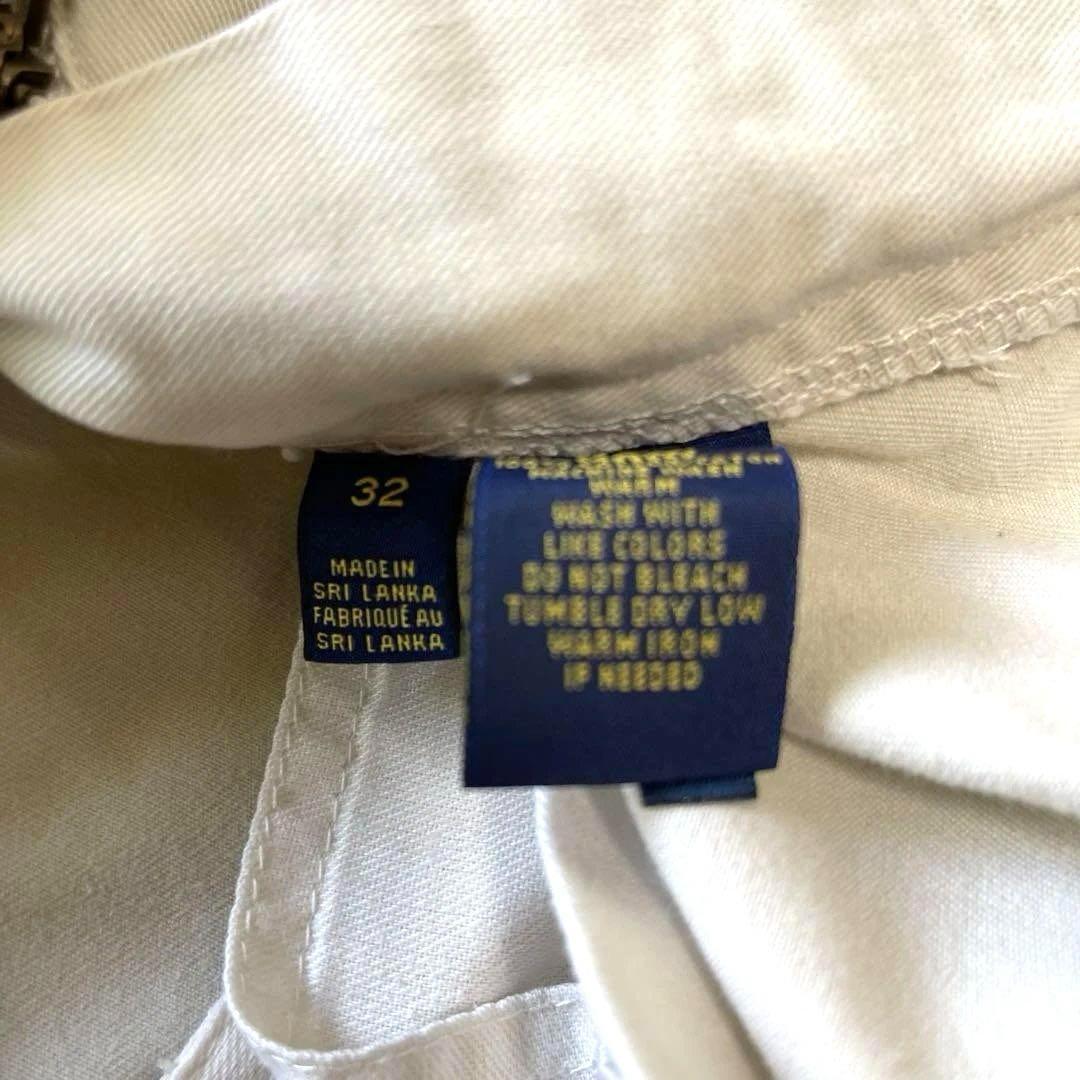 32
MADE IN
SRI LANKA
FABRIQUÉ AU
SRI LANKA
WARM
WASH WITH
LIKE COLORS
DO NOT BLEACH
TUMBLE DRY LOW
WARM IRON
IF NEEDED